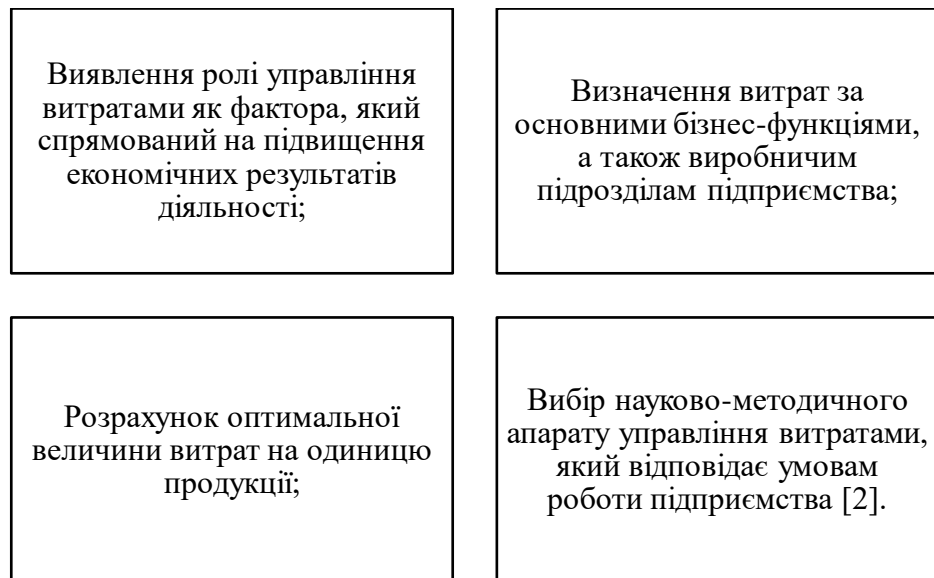 Виявлення ролі управління
витратами як фактора, який
спрямований на підвищення
економічних результатів
діяльності;
Визначення витрат за
основними бізнес-функціями,
а також виробничим
підрозділам підприємства;
Розрахунок оптимальної
величини витрат на одиницю
продукції;
Вибір науково-методичного
апарату управління витратами,
який відповідає умовам
роботи підприємства [2].